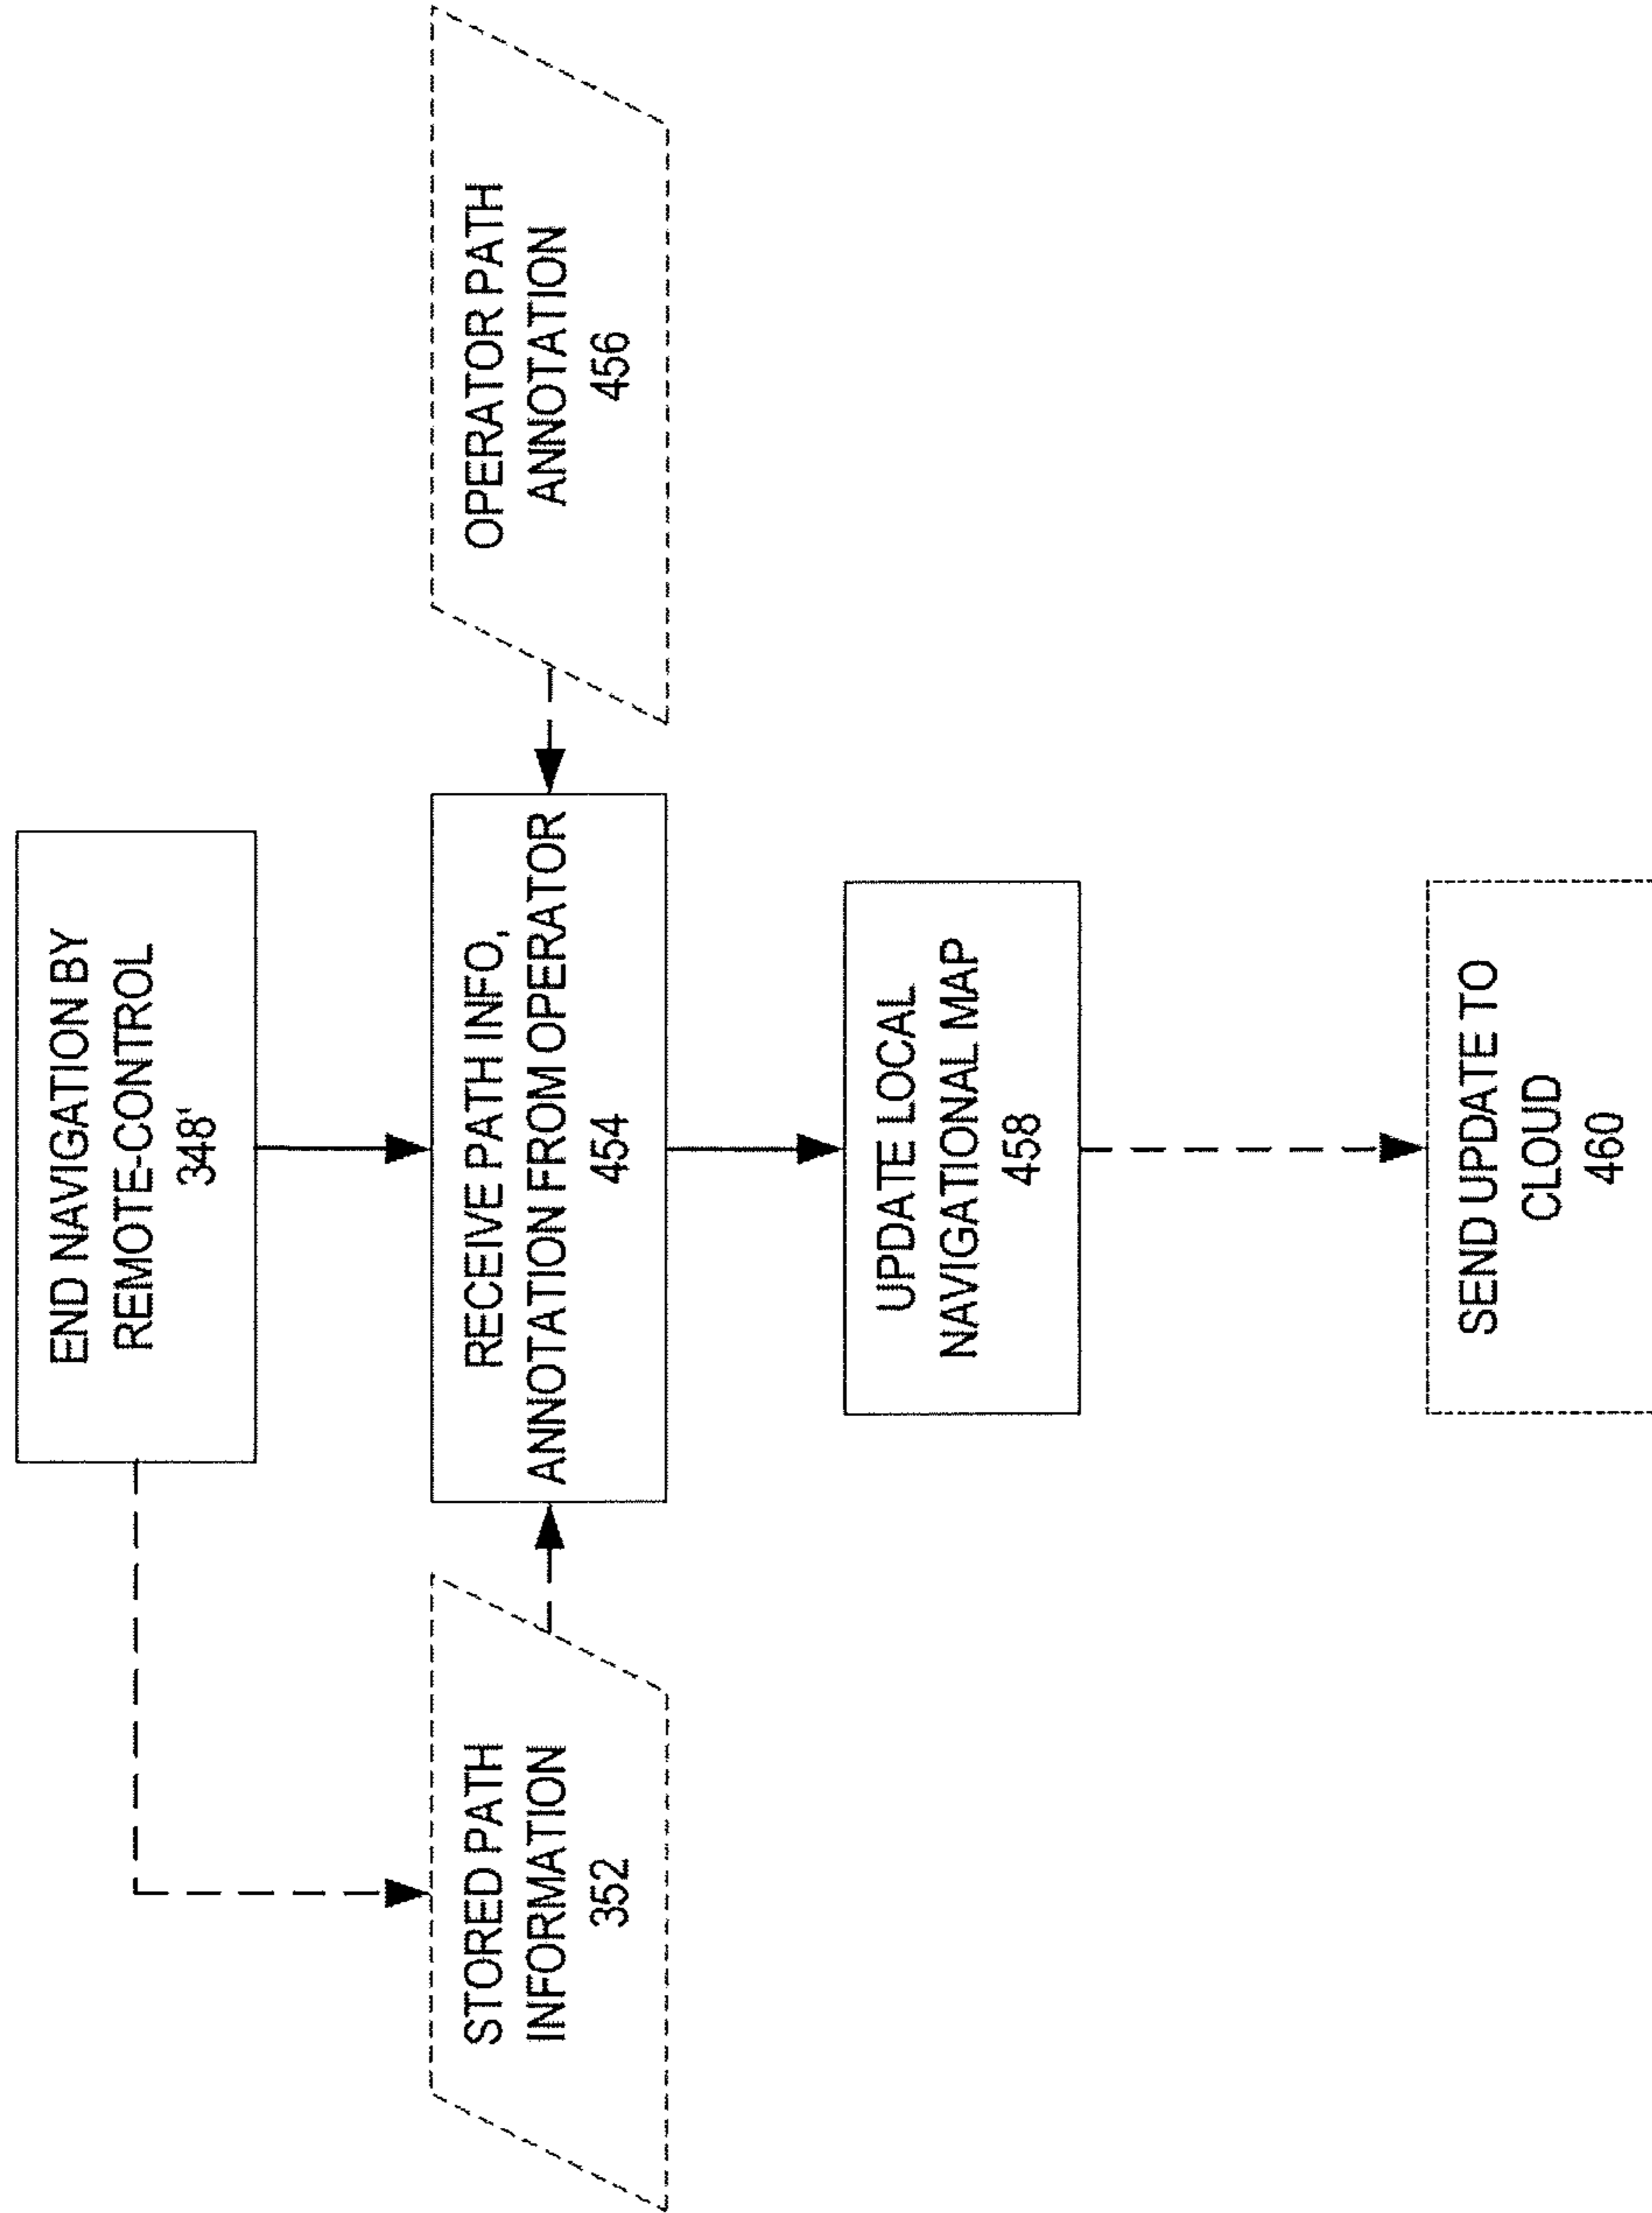 END NAVIGATION BY
REMOTE-CONTROL
348'
STORED PATH
INFORMATION
352
RECEIVE PATH INFO,
ANNOTATION FROM OPERATOR
454
OPERATOR PATH
ANNOTATION
456
UPDATE LOCAL
NAVIGATIONAL MAP
458
SEND UPDATE TO
CLOUD
460